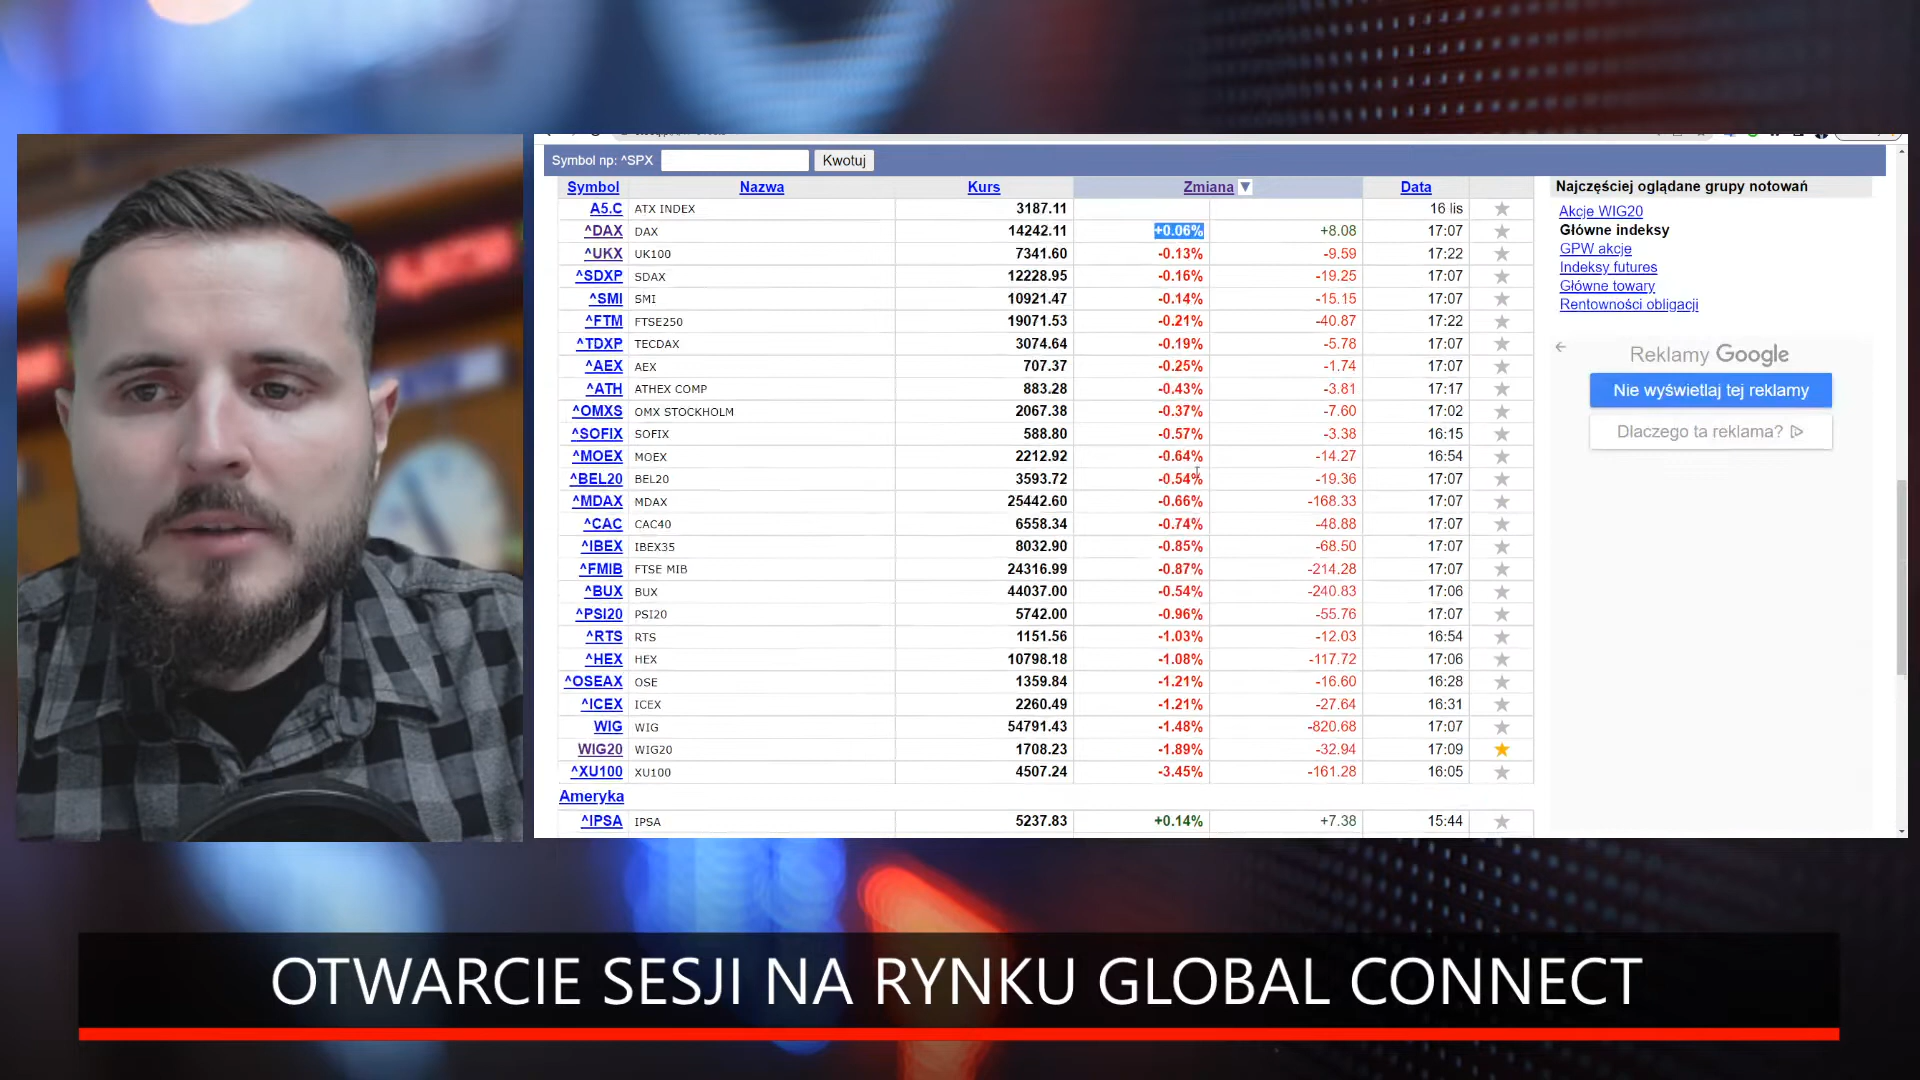 Symbol np: ^SPX Kwotuj
Symbol Nazwa Kurs Zmiana ▼ Data
A5.C ATX INDEX 3187.11 16 lis
^DAX DAX 14242.11 +0.06% +8.08 17:07
^UKX UK100 7341.60 -0.13% -9.59 17:22
^SDXP SDAX 12228.95 -0.16% -19.25 17:07
^SMI SMI 10921.47 -0.14% -15.15 17:07
^FTM FTSE250 19071.53 -0.21% -40.87 17:22
^TDXP TECDAX 3074.64 -0.19% -5.78 17:07
^AEX AEX 707.37 -0.25% -1.74 17:07
^ATH ATHEX COMP 883.28 -0.43% -3.81 17:17
^OMXS OMX STOCKHOLM 2067.38 -0.37% -7.60 17:02
^SOFIX SOFIX 588.80 -0.57% -3.38 16:15
^MOEX MOEX 2212.92 -0.64% -14.27 16:54
^BEL20 BEL20 3593.72 -0.54% -19.36 17:07
^MDAX MDAX 25442.60 -0.66% -168.33 17:07
^CAC CAC40 6558.34 -0.74% -48.88 17:07
^IBEX IBEX35 8032.90 -0.85% -68.50 17:07
^FMIB FTSE MIB 24316.99 -0.87% -214.28 17:07
^BUX BUX 44037.00 -0.54% -240.83 17:06
^PSI20 PSI20 5742.00 -0.96% -55.76 17:07
^RTS RTS 1151.56 -1.03% -12.03 16:54
^HEX HEX 10798.18 -1.08% -117.72 17:06
^OSEAX OSE 1359.84 -1.21% -16.60 16:28
^ICEX ICEX 2260.49 -1.21% -27.64 16:31
WIG WIG 54791.43 -1.48% -820.68 17:07
WIG20 WIG20 1708.23 -1.89% -32.94 17:09
^XU100 XU100 4507.24 -3.45% -161.28 16:05
Ameryka
^IPSA IPSA 5237.83 +0.14% +7.38 15:44
Najczęściej oglądane grupy notowań
Akcje WIG20
Główne indeksy
GPW akcje
Indeksy futures
Główne towary
Rentowności obligacji
Reklamy Google
Nie wyświetlaj tej reklamy
Dlaczego ta reklama?
OTWARCIE SESJI NA RYNKU GLOBAL CONNECT